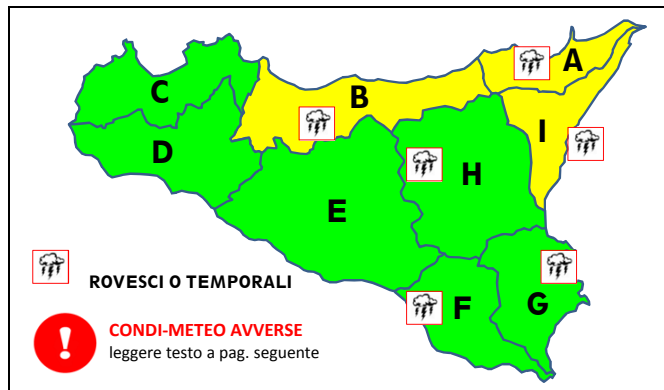 A
B
C
I
D
H
E
F
G
ROVESCI O TEMPORALI
CONDI-METEO AVVERSE
leggere testo a pag. seguente